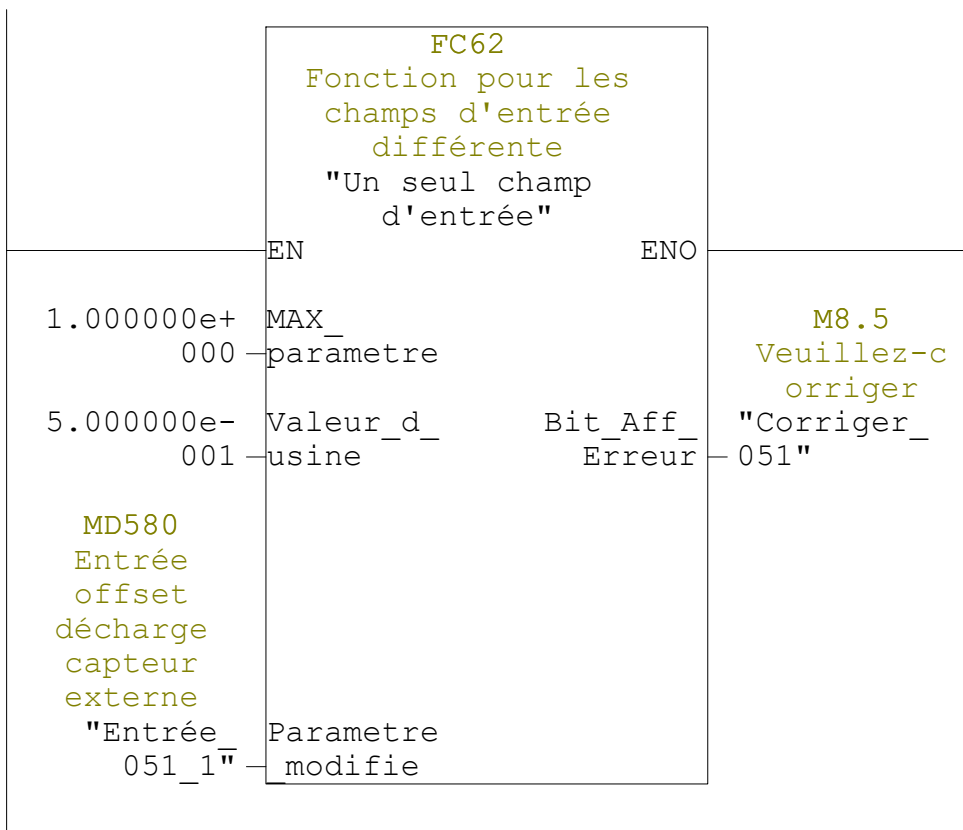 FC62
Fonction pour les
champs d'entrée
différente
"Un seul champ
d'entrée"
EN ENO
1.000000e+ MAX_ M8.5
000 parametre Veuillez-c
orriger
5.000000e- Valeur_d_ Bit_Aff_ "Corriger_
001 usine Erreur 051"
MD580
Entrée
offset
décharge
capteur
externe
"Entrée_ Parametre
051_1" _modifie